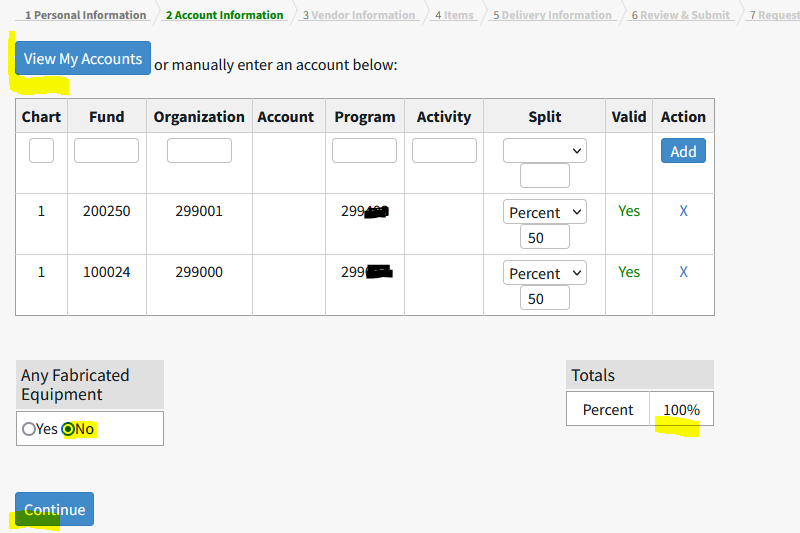 1 Personal Information 2 Account Information 3 Vendor Information 4 Items 5 Delivery Information 6 Review & Submit 7 Request
View My Accounts or manually enter an account below:
Chart Fund Organization Account Program Activity Split Valid Action
Add
1 200250 299001 299 Percent Yes X
50
1 100024 299000 299 Percent Yes X
50
Any Fabricated
Equipment
Yes No
Totals
Percent 100%
Continue